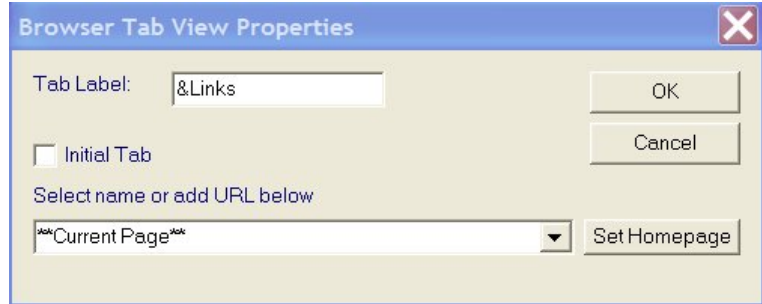 Browser Tab View Properties
Tab Label:
&Links
OK
Initial Tab
Cancel
Select name or add URL below
**Current Page**
Set Homepage